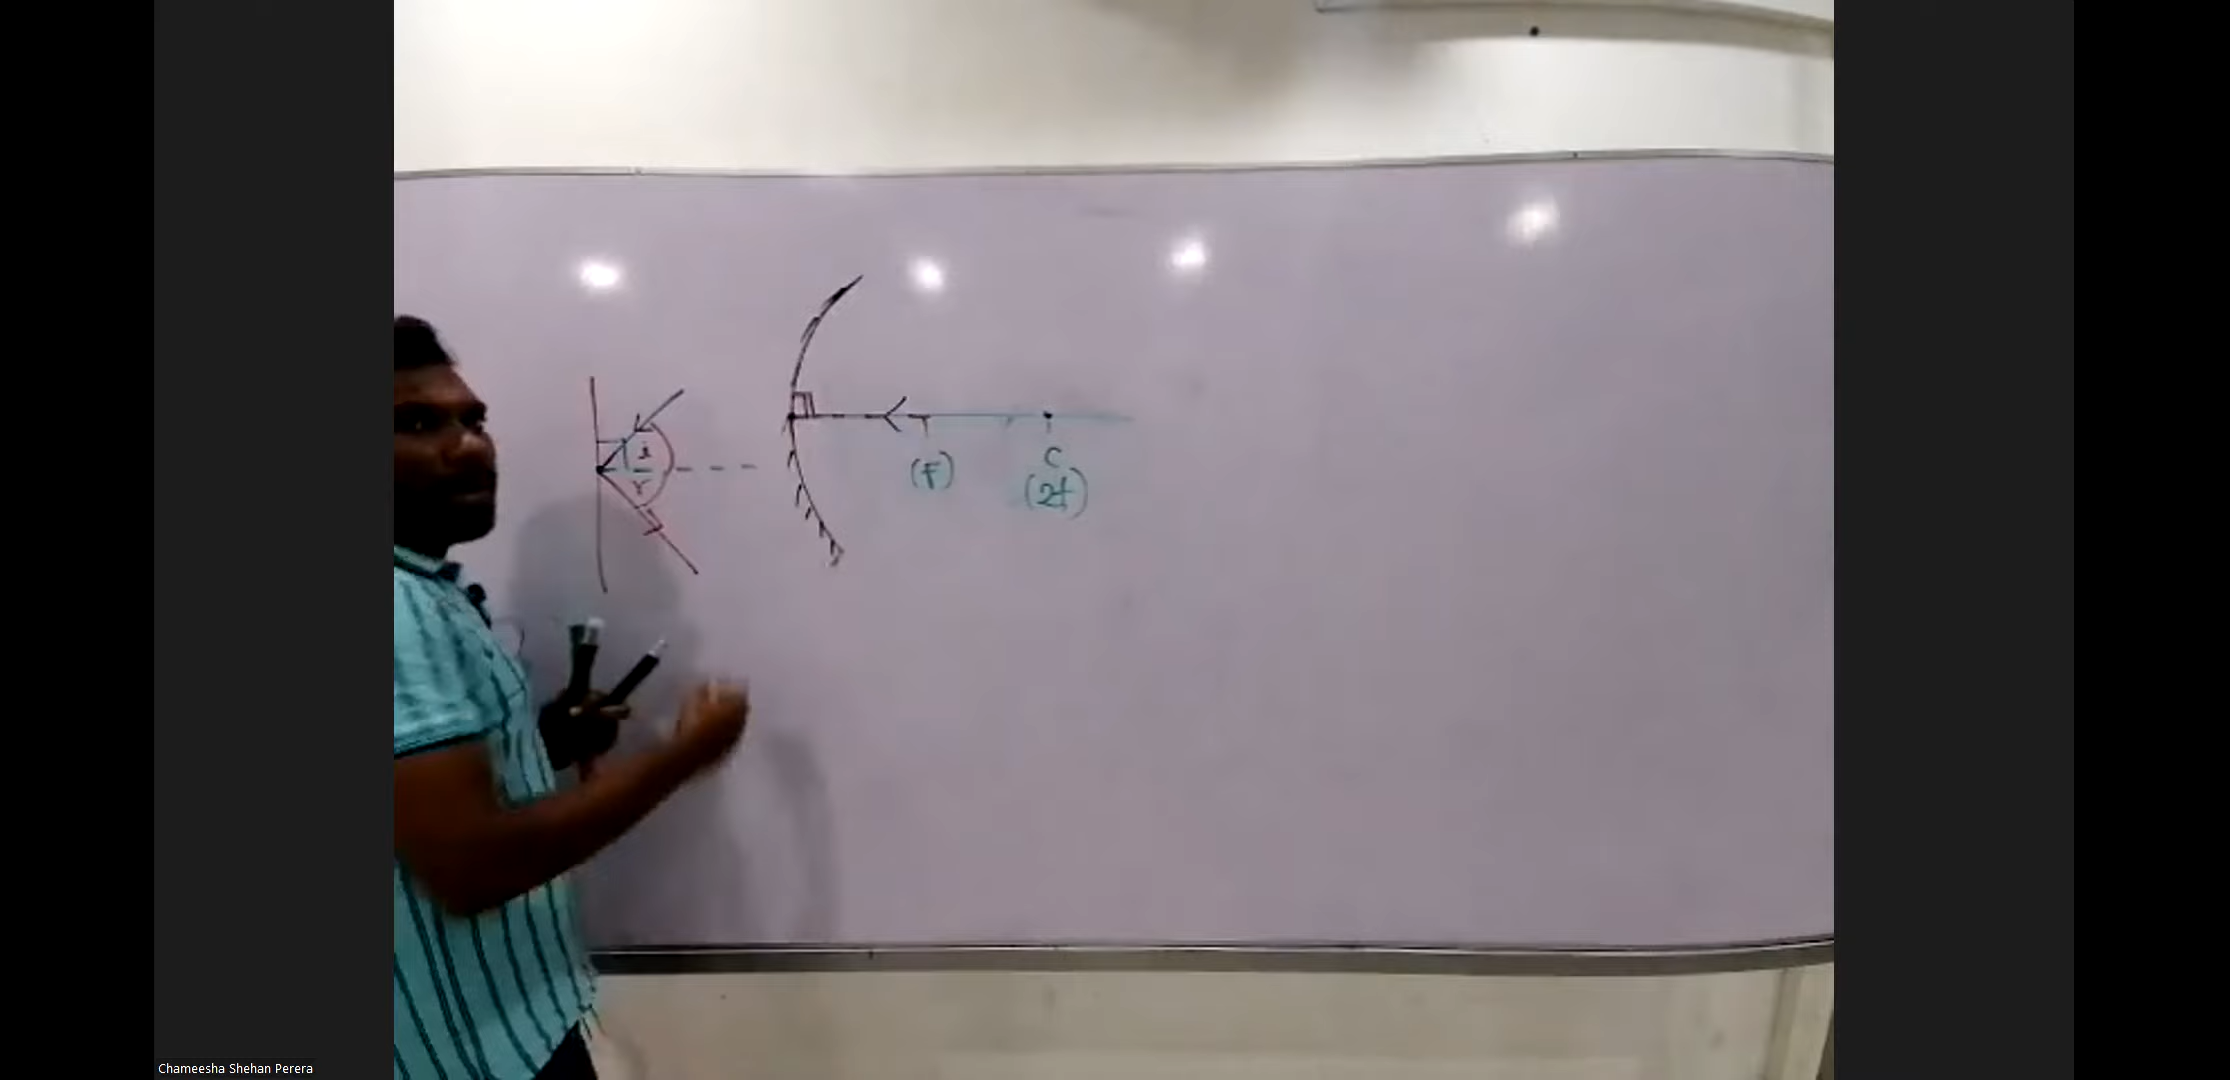 i
r
(F)
C
(2f)
Chameesha Shehan Perera